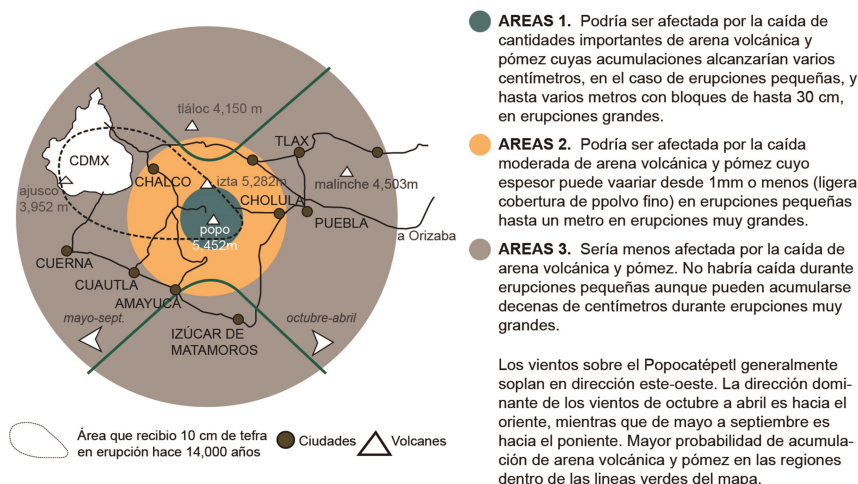 tláloc 4,150 m
TLAX
CDMX
CHALCO
izta 5,282m
malinche 4,503m
ajusco
3,952 m
CHOLULA
popo
5,452m
PUEBLA
a Orizaba
CUERNA
CUAUTLA
AMAYUCA
mayo-sept.
octubre-abril
IZÚCAR DE
MATAMOROS
Área que recibio 10 cm de tefra
en erupción hace 14,000 años
Ciudades
Volcanes
AREAS 1. Podría ser afectada por la caída de
cantidades importantes de arena volcánica y
pómez cuyas acumulaciones alcanzarían varios
centímetros, en el caso de erupciones pequeñas, y
hasta varios metros con bloques de hasta 30 cm,
en erupciones grandes.
AREAS 2. Podría ser afectada por la caída
moderada de arena volcánica y pómez cuyo
espesor puede vaariar desde 1mm o menos (ligera
cobertura de ppolvo fino) en erupciones pequeñas
hasta un metro en erupciones muy grandes.
AREAS 3. Sería menos afectada por la caída de
arena volcánica y pómez. No habría caída durante
erupciones pequeñas aunque pueden acumularse
decenas de centímetros durante erupciones muy
grandes.
Los vientos sobre el Popocatépetl generalmente
soplan en dirección este-oeste. La dirección domi-
nante de los vientos de octubre a abril es hacia el
oriente, mientras que de mayo a septiembre es
hacia el poniente. Mayor probabilidad de acumula-
ción de arena volcánica y pómez en las regiones
dentro de las lineas verdes del mapa.